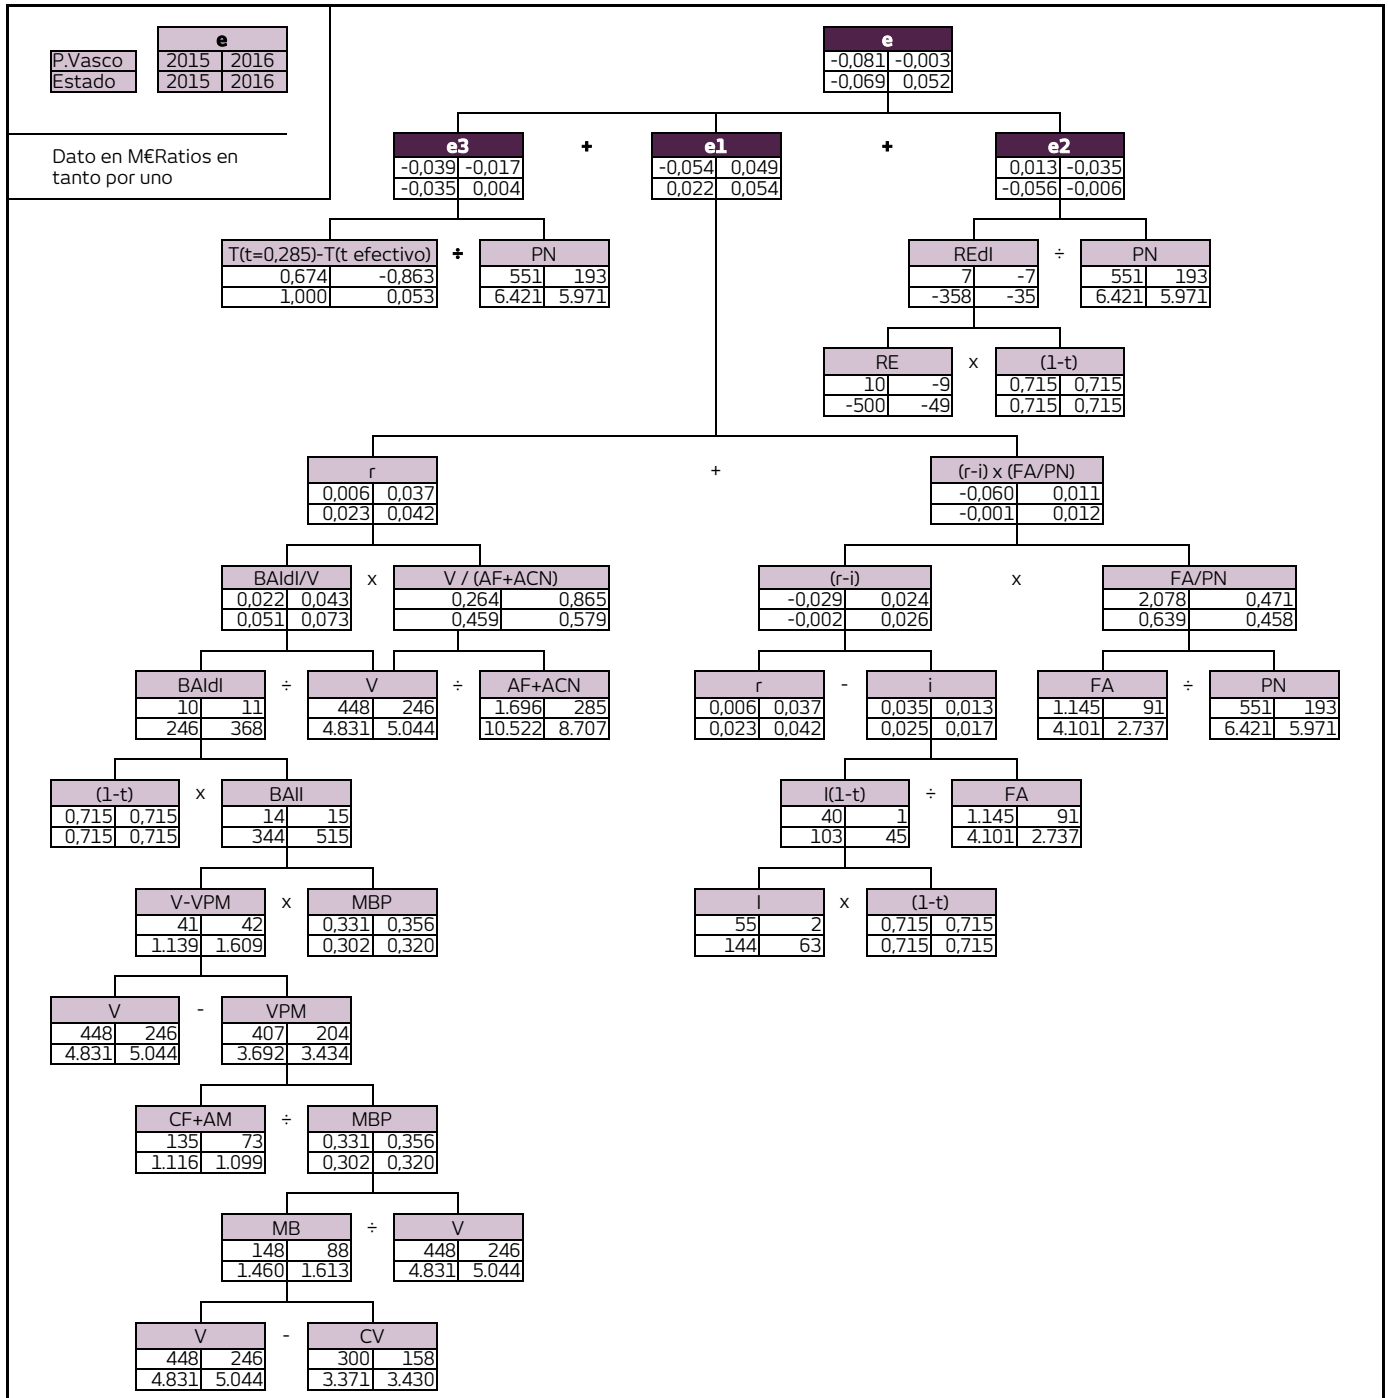 e
P.Vasco 2015 2016
Estado 2015 2016
Dato en M€Ratios en
tanto por uno
e
-0,081 -0,003
-0,069 0,052
e3 + e1 + e2
-0,039 -0,017 -0,054 0,049 0,013 -0,035
-0,035 0,004 0,022 0,054 -0,056 -0,006
T(t=0,285)-T(t efectivo) ÷ PN REdI ÷ PN
0,674 -0,863 551 193 7 -7 551 193
1,000 0,053 6.421 5.971 -358 -35 6.421 5.971
RE x (1-t)
10 -9 0,715 0,715
-500 -49 0,715 0,715
r + (r-i) x (FA/PN)
0,006 0,037 -0,060 0,011
0,023 0,042 -0,001 0,012
BAIdI/V x V / (AF+ACN) (r-i) x FA/PN
0,022 0,043 0,264 0,865 -0,029 0,024 2,078 0,471
0,051 0,073 0,459 0,579 -0,002 0,026 0,639 0,458
BAIdI ÷ V ÷ AF+ACN r - i FA ÷ PN
10 11 448 246 1.696 285 0,006 0,037 0,035 0,013 1.145 91 551 193
246 368 4.831 5.044 10.522 8.707 0,023 0,042 0,025 0,017 4.101 2.737 6.421 5.971
(1-t) x BAII I(1-t) ÷ FA
0,715 0,715 14 15 40 1 1.145 91
0,715 0,715 344 515 103 45 4.101 2.737
V-VPM x MBP I x (1-t)
41 42 0,331 0,356 55 2 0,715 0,715
1.139 1.609 0,302 0,320 144 63 0,715 0,715
V - VPM
448 246 407 204
4.831 5.044 3.692 3.434
CF+AM ÷ MBP
135 73 0,331 0,356
1.116 1.099 0,302 0,320
MB ÷ V
148 88 448 246
1.460 1.613 4.831 5.044
V - CV
448 246 300 158
4.831 5.044 3.371 3.430